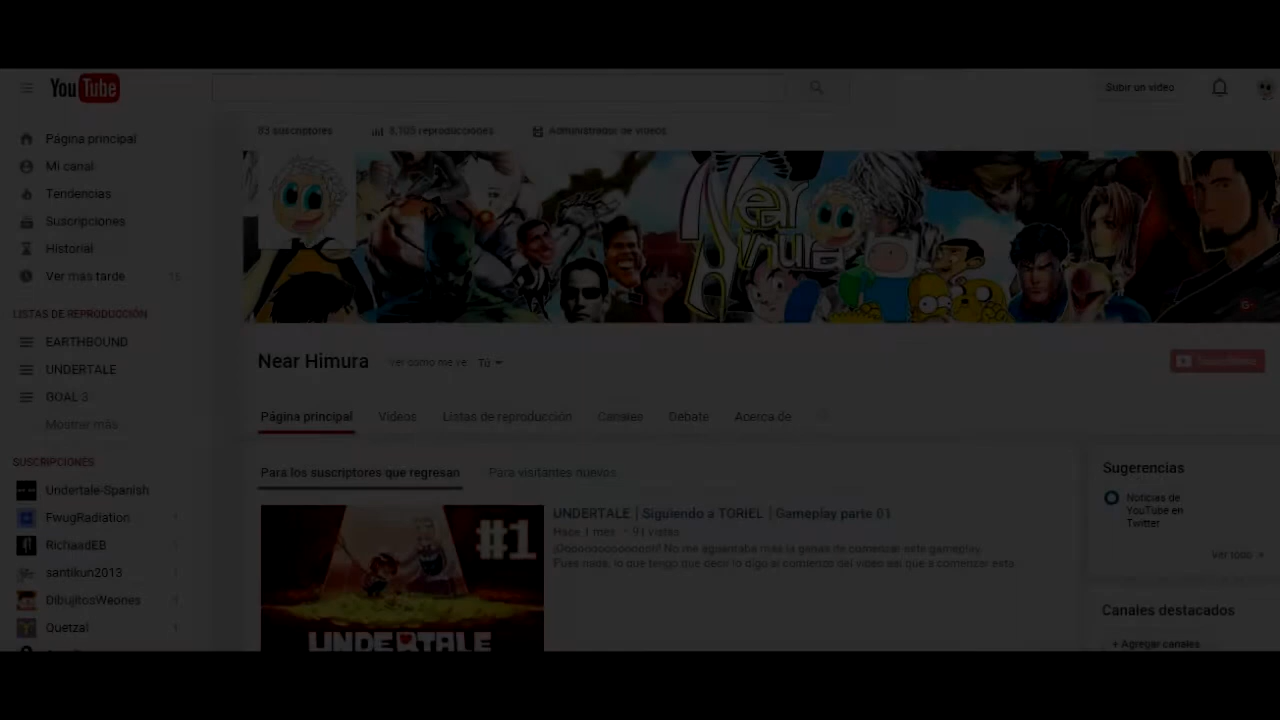 YouTube
Subir un video
83 suscriptores
8,105 reproducciones
Administrador de videos
Página principal
Mi canal
Tendencias
Suscripciones
Historial
Ver más tarde 15
LISTAS DE REPRODUCCIÓN
EARTHBOUND
UNDERTALE
GOAL 3
Mostrar más
SUSCRIPCIONES
Undertale-Spanish
FwugRadiation 1
RichaadEB
santikun2013 1
DibujitosWeones
Quetzal
Near Himura
G+
Near Himura
Ver como me ve Tú
Página principal Videos Listas de reproducción Canales Debate Acerca de
Para los suscriptores que regresan Para visitantes nuevos
#1
UNDERTALE
UNDERTALE | Siguiendo a TORIEL | Gameplay parte 01
Hace 1 mes · 91 vistas
No me aguantaba más la ganas de comenzar este gameplay.
Pues nada, lo que tengo que decir lo digo al comienzo del video así que a comenzar esta
Sugerencias
Noticias de
YouTube en
Twitter
Ver todo »
Canales destacados
+ Agregar canales